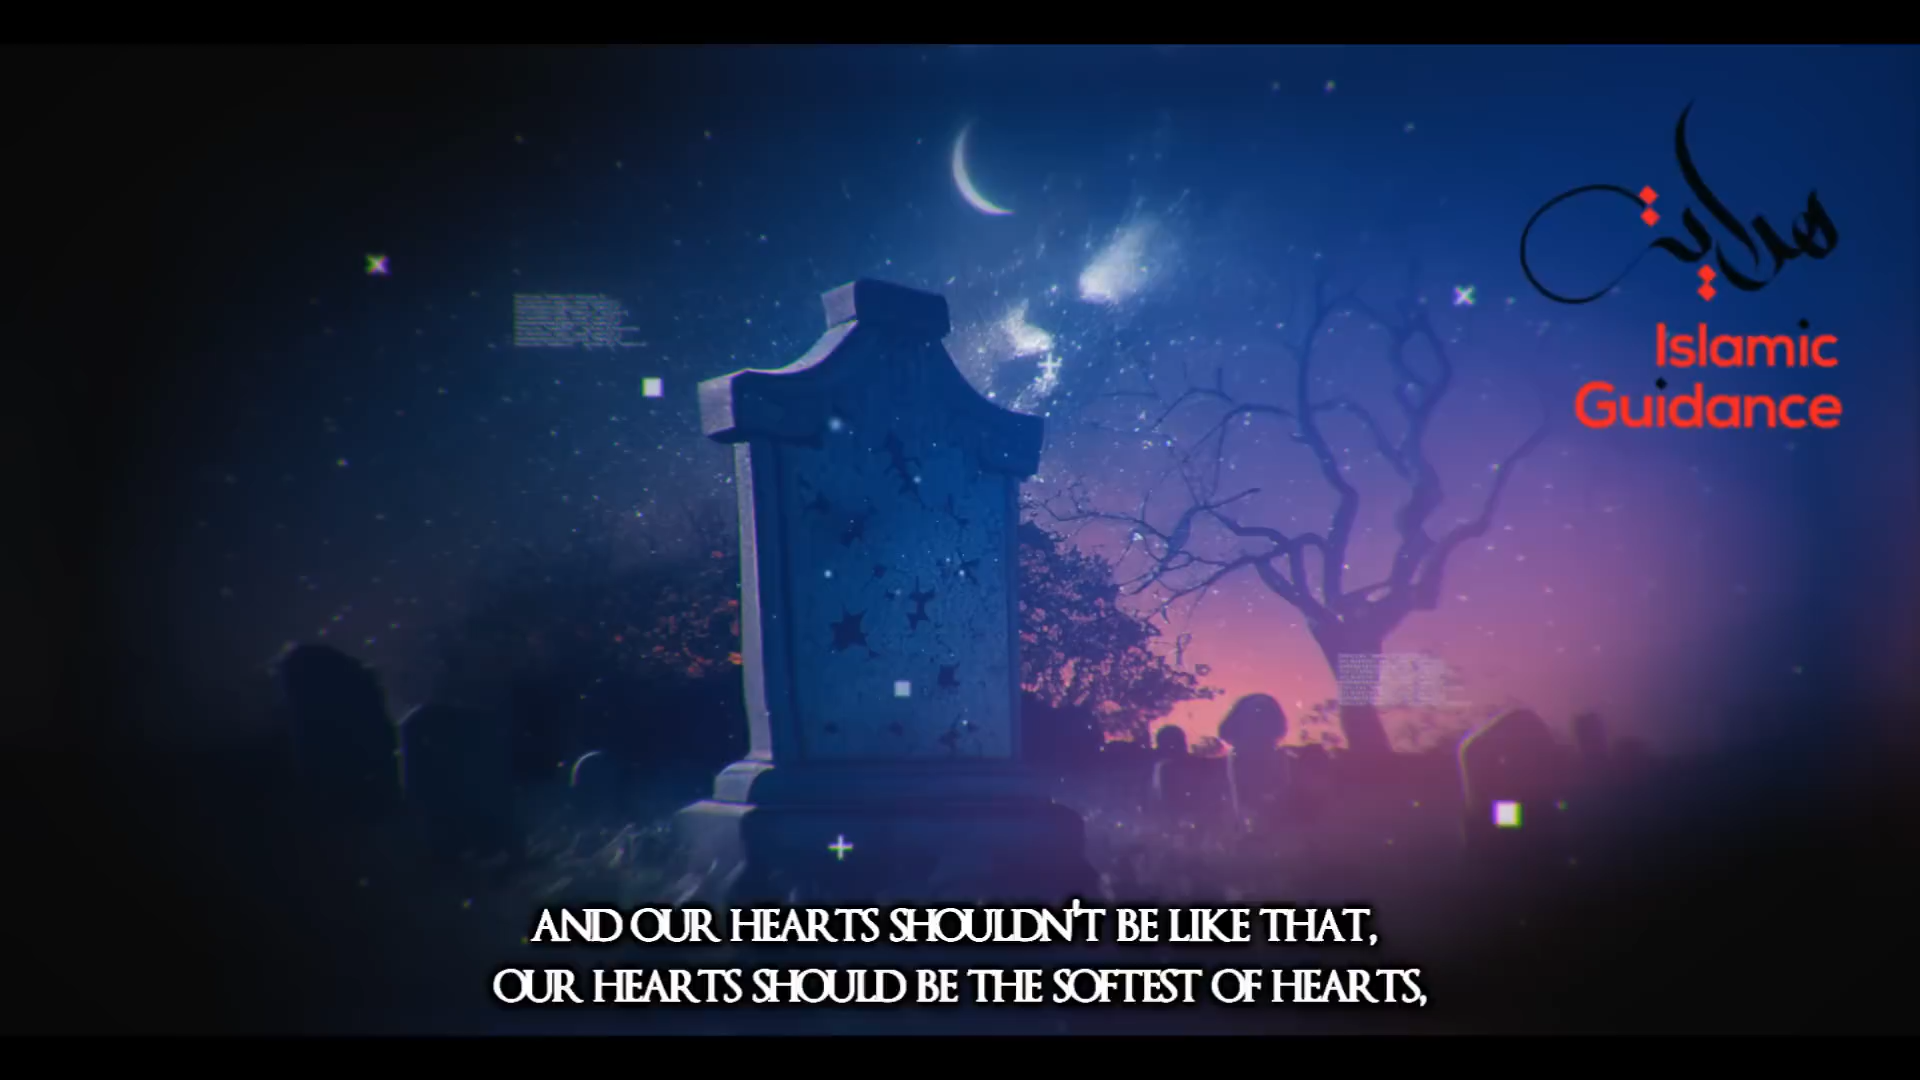 هداية
Islamic
Guidance
AND OUR HEARTS SHOULDN'T BE LIKE THAT,
OUR HEARTS SHOULD BE THE SOFTEST OF HEARTS,